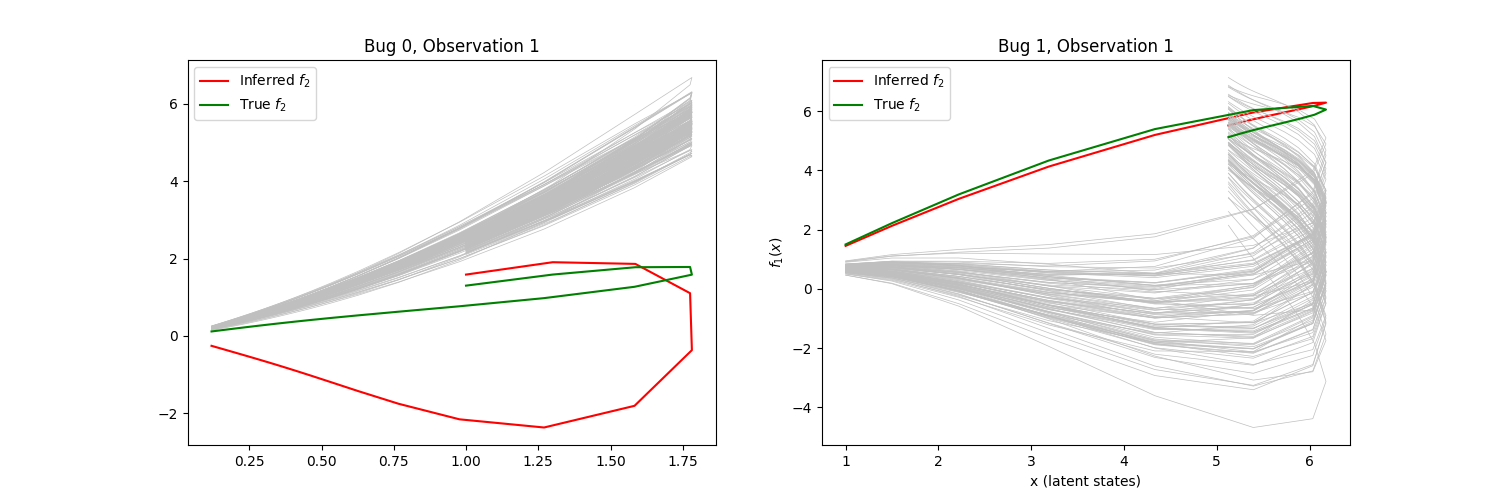 Bug 0, Observation 1
Inferred f₂
True f₂
6
4
2
0
−2
0.25 0.50 0.75 1.00 1.25 1.50 1.75
Bug 1, Observation 1
Inferred f₂
True f₂
f₁(x)
6
4
2
0
−2
−4
1 2 3 4 5 6
x (latent states)